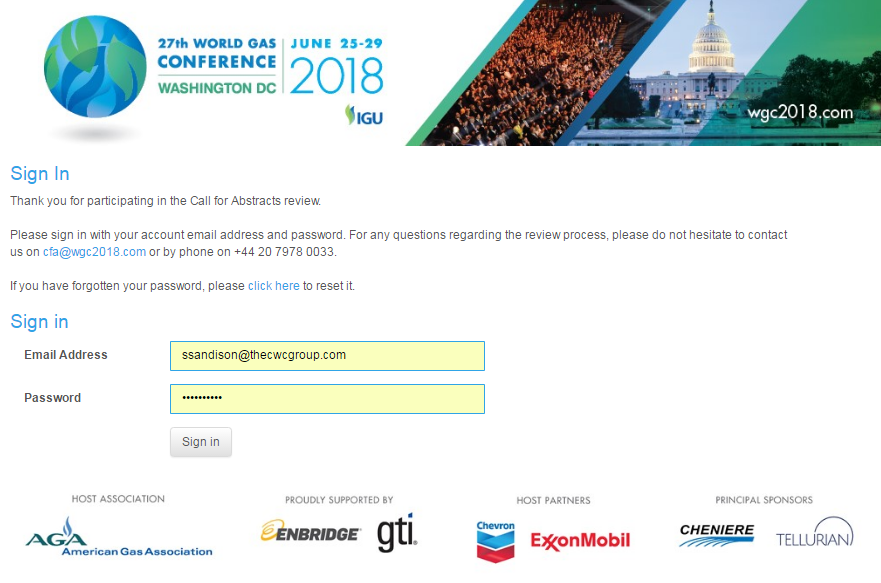 27th WORLD GAS CONFERENCE
WASHINGTON DC
JUNE 25-29
2018
IGU
wgc2018.com
Sign In
Thank you for participating in the Call for Abstracts review.
Please sign in with your account email address and password. For any questions regarding the review process, please do not hesitate to contact
us on cfa@wgc2018.com or by phone on +44 20 7978 0033.
If you have forgotten your password, please click here to reset it.
Sign in
Email Address ssandison@thecwcgroup.com
Password ••••••••••
Sign in
HOST ASSOCIATION
AGA
American Gas Association
PROUDLY SUPPORTED BY
ENBRIDGE gti
HOST PARTNERS
Chevron
ExxonMobil
PRINCIPAL SPONSORS
CHENIERE
TELLURIAN